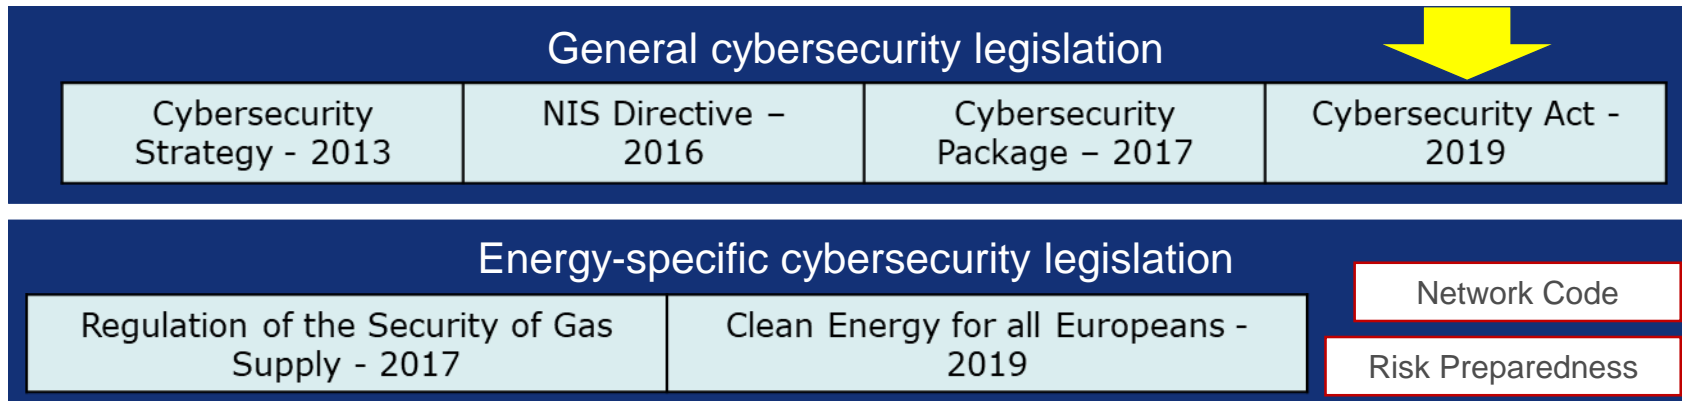 General cybersecurity legislation
Cybersecurity
Strategy - 2013
NIS Directive –
2016
Cybersecurity
Package – 2017
Cybersecurity Act -
2019
Energy-specific cybersecurity legislation
Regulation of the Security of Gas
Supply - 2017
Clean Energy for all Europeans -
2019
Network Code
Risk Preparedness